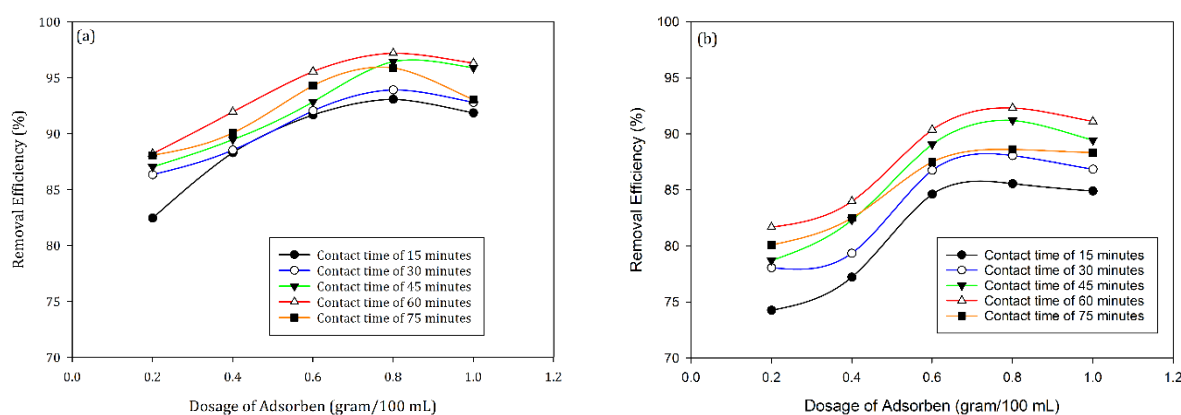 (a)
100
95
90
85
80
75
70
Removal Efficiency (%)
Contact time of 15 minutes
Contact time of 30 minutes
Contact time of 45 minutes
Contact time of 60 minutes
Contact time of 75 minutes
0.0 0.2 0.4 0.6 0.8 1.0 1.2
Dosage of Adsorben (gram/100 mL)
(b)
100
95
90
85
80
75
70
Removal Efficiency (%)
Contact time of 15 minutes
Contact time of 30 minutes
Contact time of 45 minutes
Contact time of 60 minutes
Contact time of 75 minutes
0.0 0.2 0.4 0.6 0.8 1.0 1.2
Dosage of Adsorben (gram/100 mL)